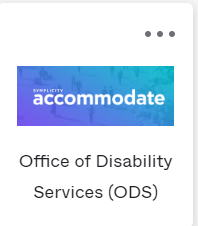 SYMPLICITY
accommodate
Office of Disability
Services (ODS)